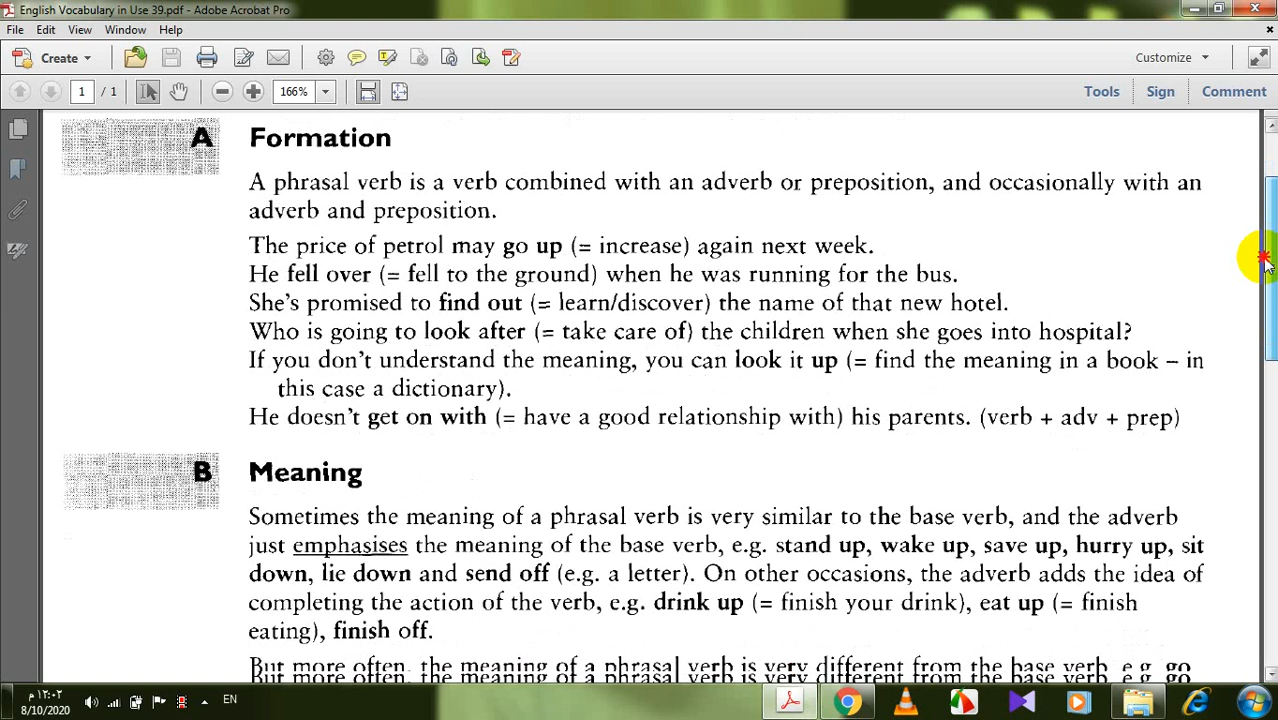 English Vocabulary in Use 39.pdf - Adobe Acrobat Pro
File Edit View Window Help
Create
Customize
1 / 1
166%
Tools Sign Comment
A Formation
A phrasal verb is a verb combined with an adverb or preposition, and occasionally with an
adverb and preposition.
The price of petrol may go up (= increase) again next week.
He fell over (= fell to the ground) when he was running for the bus.
She's promised to find out (= learn/discover) the name of that new hotel.
Who is going to look after (= take care of) the children when she goes into hospital?
If you don't understand the meaning, you can look it up (= find the meaning in a book – in
this case a dictionary).
He doesn't get on with (= have a good relationship with) his parents. (verb + adv + prep)
B Meaning
Sometimes the meaning of a phrasal verb is very similar to the base verb, and the adverb
just emphasises the meaning of the base verb, e.g. stand up, wake up, save up, hurry up, sit
down, lie down and send off (e.g. a letter). On other occasions, the adverb adds the idea of
completing the action of the verb, e.g. drink up (= finish your drink), eat up (= finish
eating), finish off.
But more often, the meaning of a phrasal verb is very different from the base verb, e.g. go
EN
م ١٢:٠٢
8/10/2020